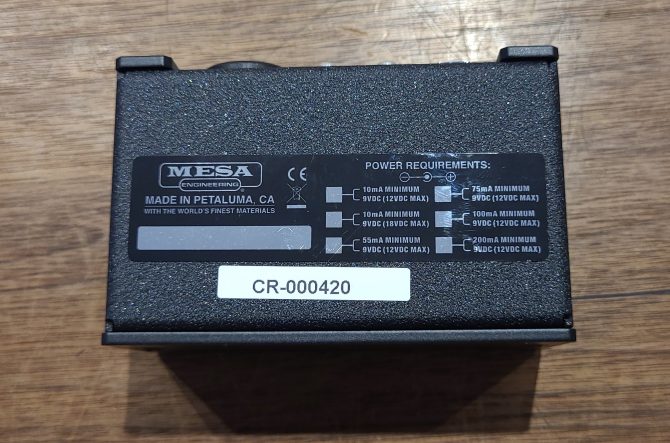 MESA
ENGINEERING
MADE IN PETALUMA, CA
WITH THE WORLD'S FINEST MATERIALS
CE
POWER REQUIREMENTS:
10mA MINIMUM
9VDC (12VDC MAX)
10mA MINIMUM
9VDC (18VDC MAX)
55mA MINIMUM
9VDC (12VDC MAX)
75mA MINIMUM
9VDC (12VDC MAX)
100mA MINIMUM
9VDC (12VDC MAX)
200mA MINIMUM
9VDC (12VDC MAX)
CR-000420